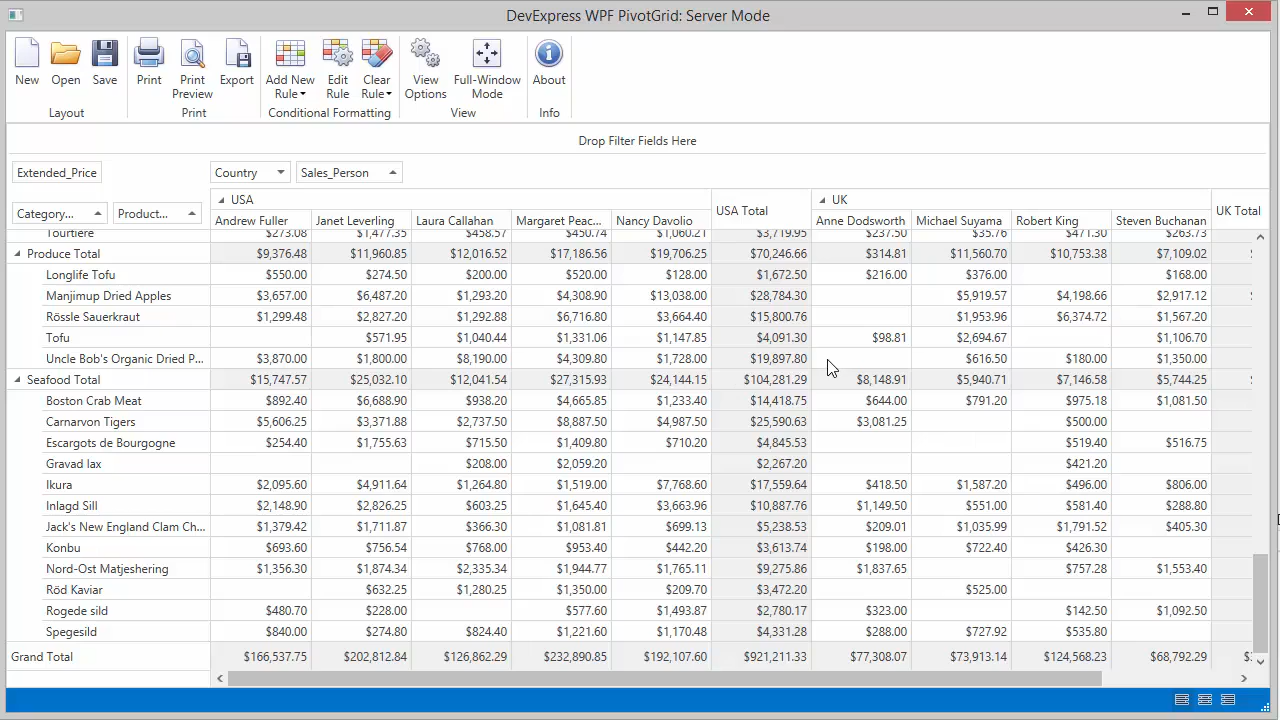 DevExpress WPF PivotGrid: Server Mode
New Open Save Print Print Preview Export Add New Rule Edit Rule Clear Rule View Options Full-Window Mode About
Layout Print Conditional Formatting View Info
Drop Filter Fields Here
Extended_Price Country Sales_Person
Category... Product...
USA USA Total UK UK Total
Andrew Fuller Janet Leverling Laura Callahan Margaret Peac... Nancy Davolio Anne Dodsworth Michael Suyama Robert King Steven Buchanan
Tourtiere $273.08 $1,477.35 $458.57 $450.74 $1,060.21 $3,719.95 $237.50 $35.76 $471.30 $263.73
Produce Total $9,376.48 $11,960.85 $12,016.52 $17,186.56 $19,706.25 $70,246.66 $314.81 $11,560.70 $10,753.38 $7,109.02
Longlife Tofu $550.00 $274.50 $200.00 $520.00 $128.00 $1,672.50 $216.00 $376.00 $168.00
Manjimup Dried Apples $3,657.00 $6,487.20 $1,293.20 $4,308.90 $13,038.00 $28,784.30 $5,919.57 $4,198.66 $2,917.12
Rössle Sauerkraut $1,299.48 $2,827.20 $1,292.88 $6,716.80 $3,664.40 $15,800.76 $1,953.96 $6,374.72 $1,567.20
Tofu $571.95 $1,040.44 $1,331.06 $1,147.85 $4,091.30 $98.81 $2,694.67 $1,106.70
Uncle Bob's Organic Dried P... $3,870.00 $1,800.00 $8,190.00 $4,309.80 $1,728.00 $19,897.80 $616.50 $180.00 $1,350.00
Seafood Total $15,747.57 $25,032.10 $12,041.54 $27,315.93 $24,144.15 $104,281.29 $8,148.91 $5,940.71 $7,146.58 $5,744.25
Boston Crab Meat $892.40 $6,688.90 $938.20 $4,665.85 $1,233.40 $14,418.75 $644.00 $791.20 $975.18 $1,081.50
Carnarvon Tigers $5,606.25 $3,371.88 $2,737.50 $8,887.50 $4,987.50 $25,590.63 $3,081.25 $500.00
Escargots de Bourgogne $254.40 $1,755.63 $715.50 $1,409.80 $710.20 $4,845.53 $519.40 $516.75
Gravad lax $208.00 $2,059.20 $2,267.20 $421.20
Ikura $2,095.60 $4,911.64 $1,264.80 $1,519.00 $7,768.60 $17,559.64 $418.50 $1,587.20 $496.00 $806.00
Inlagd Sill $2,148.90 $2,826.25 $603.25 $1,645.40 $3,663.96 $10,887.76 $1,149.50 $551.00 $581.40 $288.80
Jack's New England Clam Ch... $1,379.42 $1,711.87 $366.30 $1,081.81 $699.13 $5,238.53 $209.01 $1,035.99 $1,791.52 $405.30
Konbu $693.60 $756.54 $768.00 $953.40 $442.20 $3,613.74 $198.00 $722.40 $426.30
Nord-Ost Matjeshering $1,356.30 $1,874.34 $2,335.34 $1,944.77 $1,765.11 $9,275.86 $1,837.65 $757.28 $1,553.40
Röd Kaviar $632.25 $1,280.25 $1,350.00 $209.70 $3,472.20 $525.00
Rogede sild $480.70 $228.00 $577.60 $1,493.87 $2,780.17 $323.00 $142.50 $1,092.50
Spegesild $840.00 $274.80 $824.40 $1,221.60 $1,170.48 $4,331.28 $288.00 $727.92 $535.80
Grand Total $166,537.75 $202,812.84 $126,862.29 $232,890.85 $192,107.60 $921,211.33 $77,308.07 $73,913.14 $124,568.23 $68,792.29